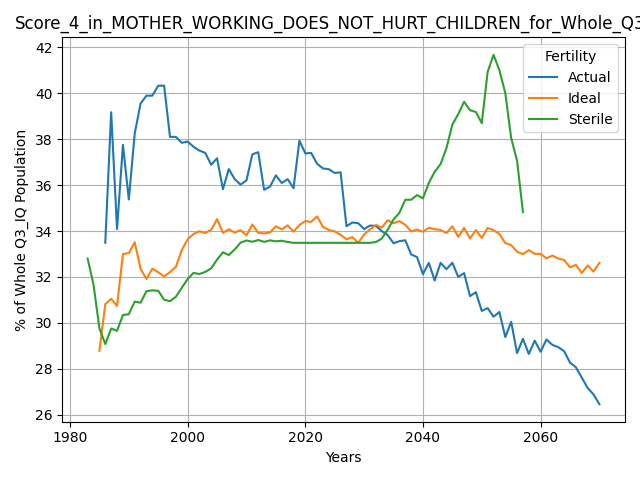 Score_4_in_MOTHER_WORKING_DOES_NOT_HURT_CHILDREN_for_Whole_Q3
Fertility
Actual
Ideal
Sterile
% of Whole Q3_IQ Population
42
40
38
36
34
32
30
28
26
1980
2000
2020
2040
2060
Years